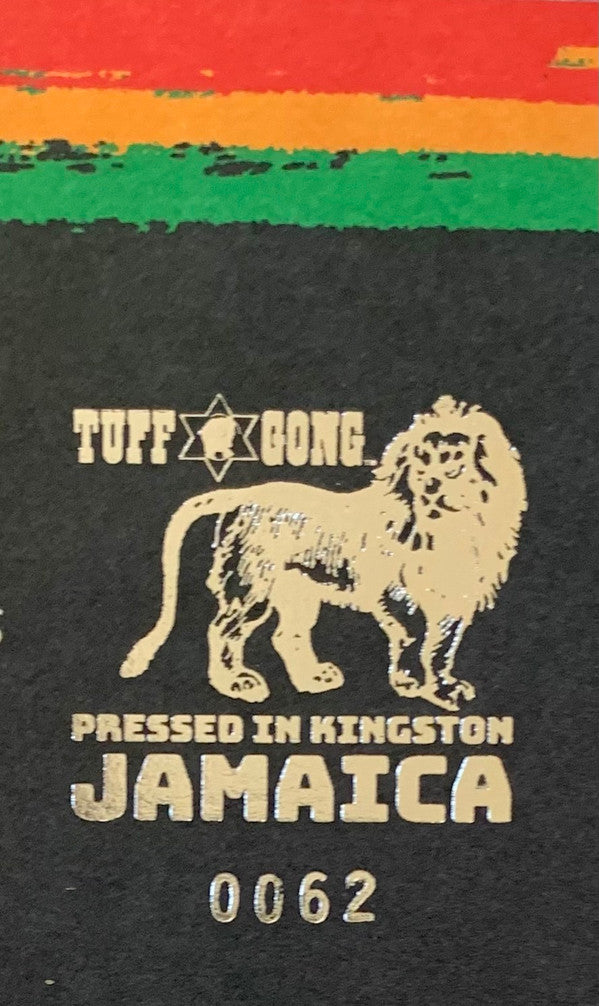 TUFF GONG
PRESSED IN KINGSTON
JAMAICA
0062